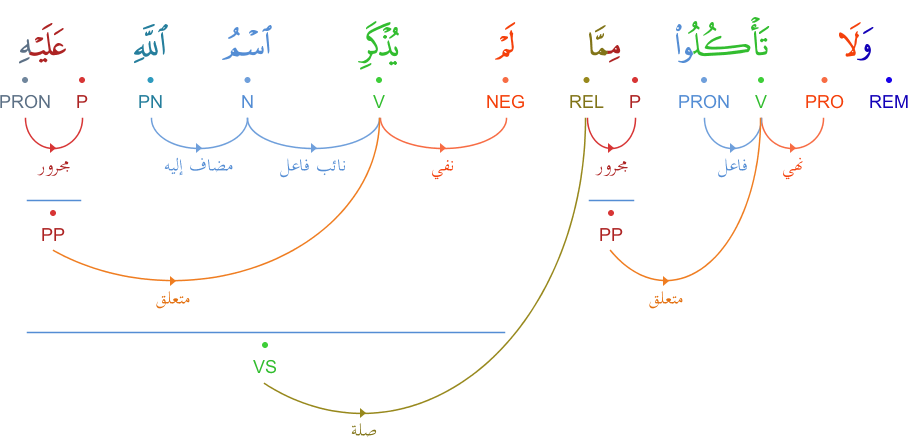 وَلَا تَأْكُلُوا۟ مِمَّا لَمْ يُذْكَرِ ٱسْمُ ٱللَّهِ عَلَيْهِ
REM PRO V PRON P REL NEG V N PN P PRON
نهي فاعل مجرور نفي نائب فاعل مضاف إليه مجرور
PP PP
متعلق متعلق
VS
صلة